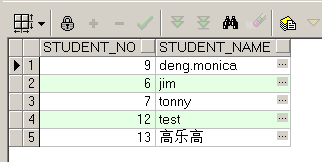 STUDENT_NO STUDENT_NAME
1 9 deng.monica
2 6 jim
3 7 tonny
4 12 test
5 13 高乐高